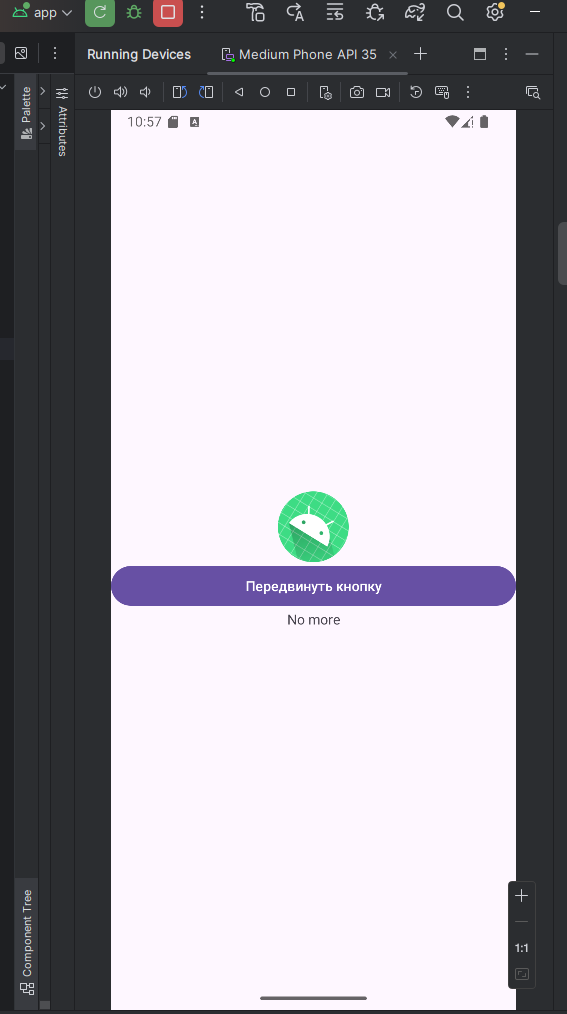 app
Running Devices
Medium Phone API 35
Palette
Attributes
10:57
A
Передвинуть кнопку
No more
Component Tree
1:1